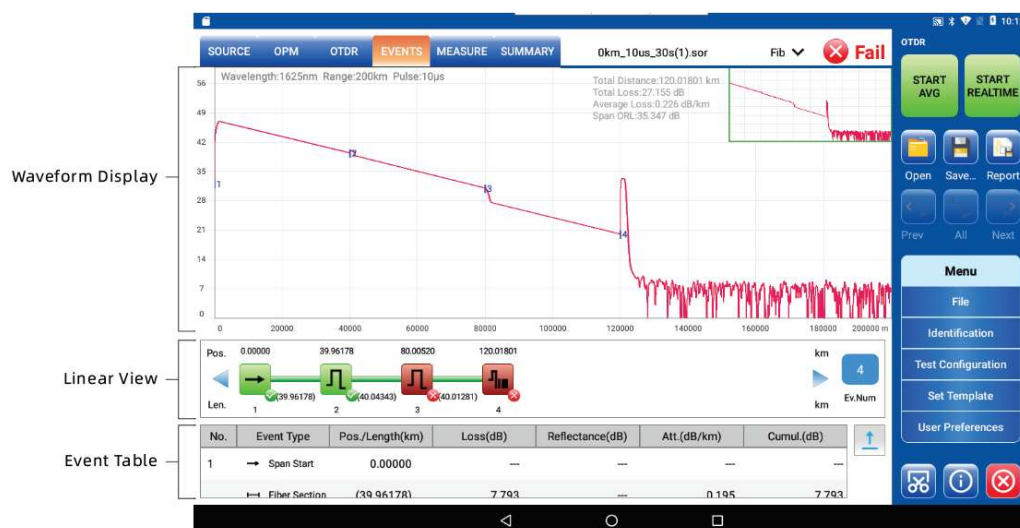 10:1
SOURCE OPM OTDR EVENTS MEASURE SUMMARY 0km_10us_30s(1).sor Fib Fail
OTDR
START AVG
START REALTIME
Open Save... Report
Prev All Next
Menu
File
Identification
Test Configuration
Set Template
User Preferences
Waveform Display
Wavelength:1625nm Range:200km Pulse:10μs
Total Distance:120.01801 km
Total Loss:27.155 dB
Average Loss:0.226 dB/km
Span ORL:35.347 dB
56
49
42
35
28
21
14
7
0
1
2
3
4
0 20000 40000 60000 80000 100000 120000 140000 160000 180000 200000 m
Linear View
Pos. 0.00000 39.96178 80.00520 120.01801 km
(39.96178) (40.04343) (40.01281)
Len. 1 2 3 4 km
4
Ev.Num
Event Table
No. Event Type Pos./Length(km) Loss(dB) Reflectance(dB) Att.(dB/km) Cumul.(dB)
1 Span Start 0.00000 --- --- --- ---
Fiber Section (39.96178) 7.793 --- 0.195 7.793